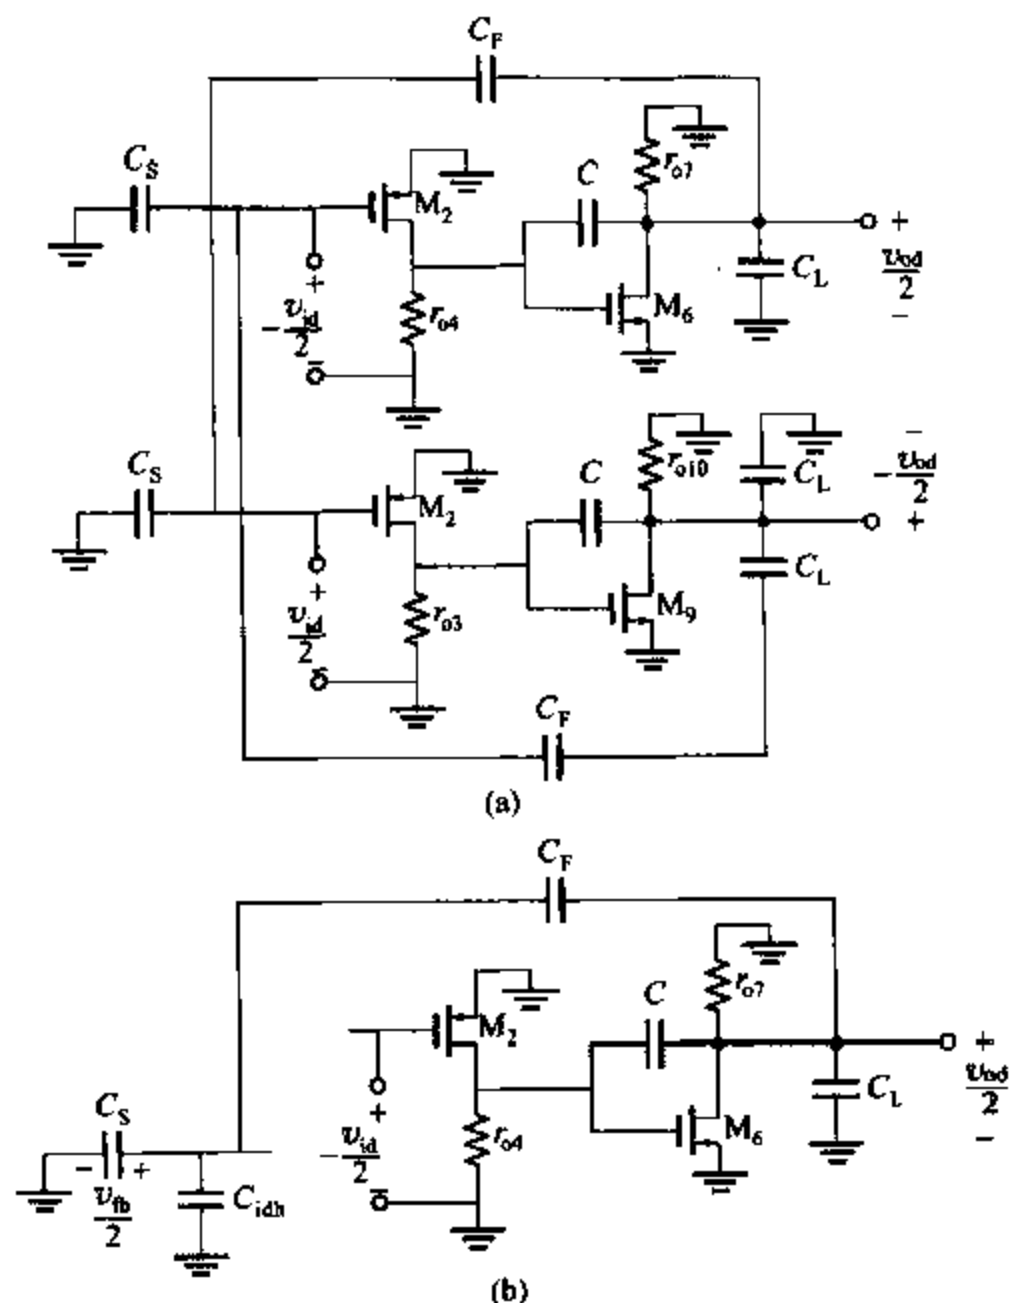 C_F
C_S
C
r_o7
M_2
+
v_od/2
−
C_L
M_6
r_o4
+
−v_id/2
−
C_S
C
r_o10
C_L
−
−v_od/2
+
M_2
C_L
+
v_id/2
−
r_o3
M_9
C_F
(a)
C_F
r_o7
C
M_2
+
v_od/2
−
C_L
C_S
+
−v_id/2
−
r_o4
M_6
− +
v_fb/2
C_idh
(b)